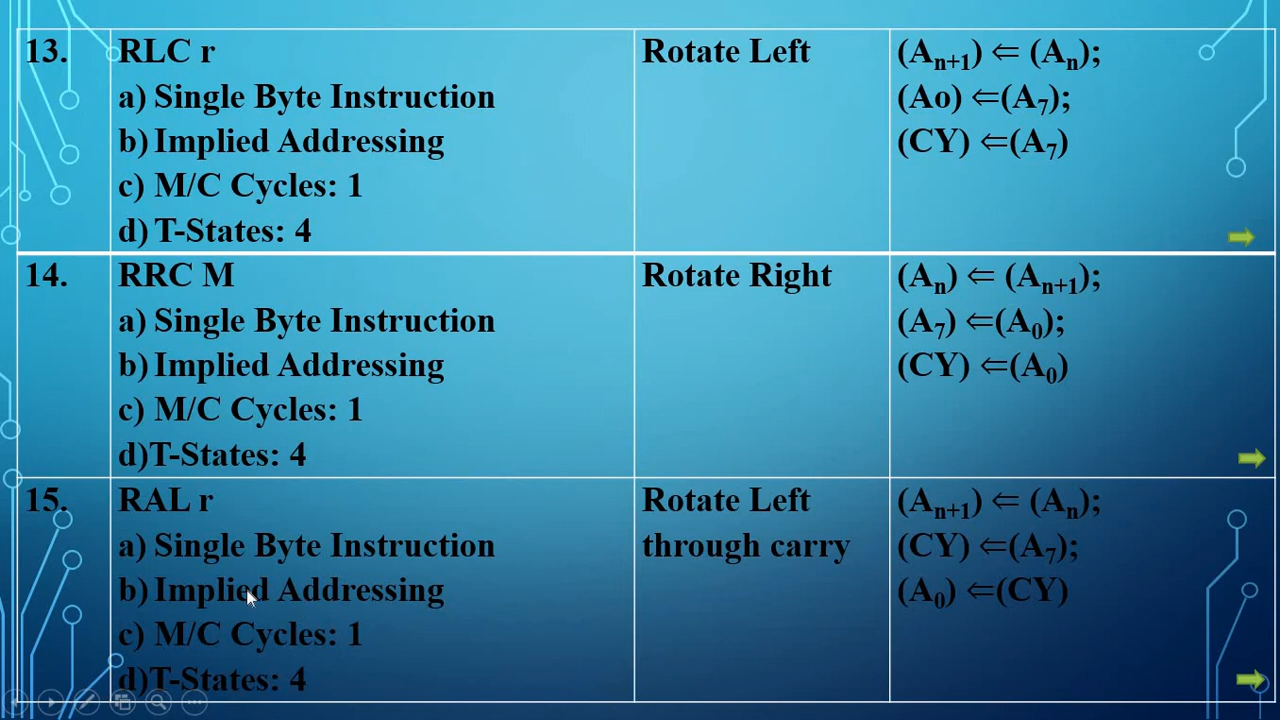 13. RLC r Rotate Left (Aₙ₊₁) ⇐ (Aₙ);
a) Single Byte Instruction (Ao) ⇐(A₇);
b) Implied Addressing (CY) ⇐(A₇)
c) M/C Cycles: 1
d) T-States: 4
14. RRC M Rotate Right (Aₙ) ⇐ (Aₙ₊₁);
a) Single Byte Instruction (A₇) ⇐(A₀);
b) Implied Addressing (CY) ⇐(A₀)
c) M/C Cycles: 1
d)T-States: 4
15. RAL r Rotate Left (Aₙ₊₁) ⇐ (Aₙ);
a) Single Byte Instruction through carry (CY) ⇐(A₇);
b) Implied Addressing (A₀) ⇐(CY)
c) M/C Cycles: 1
d)T-States: 4